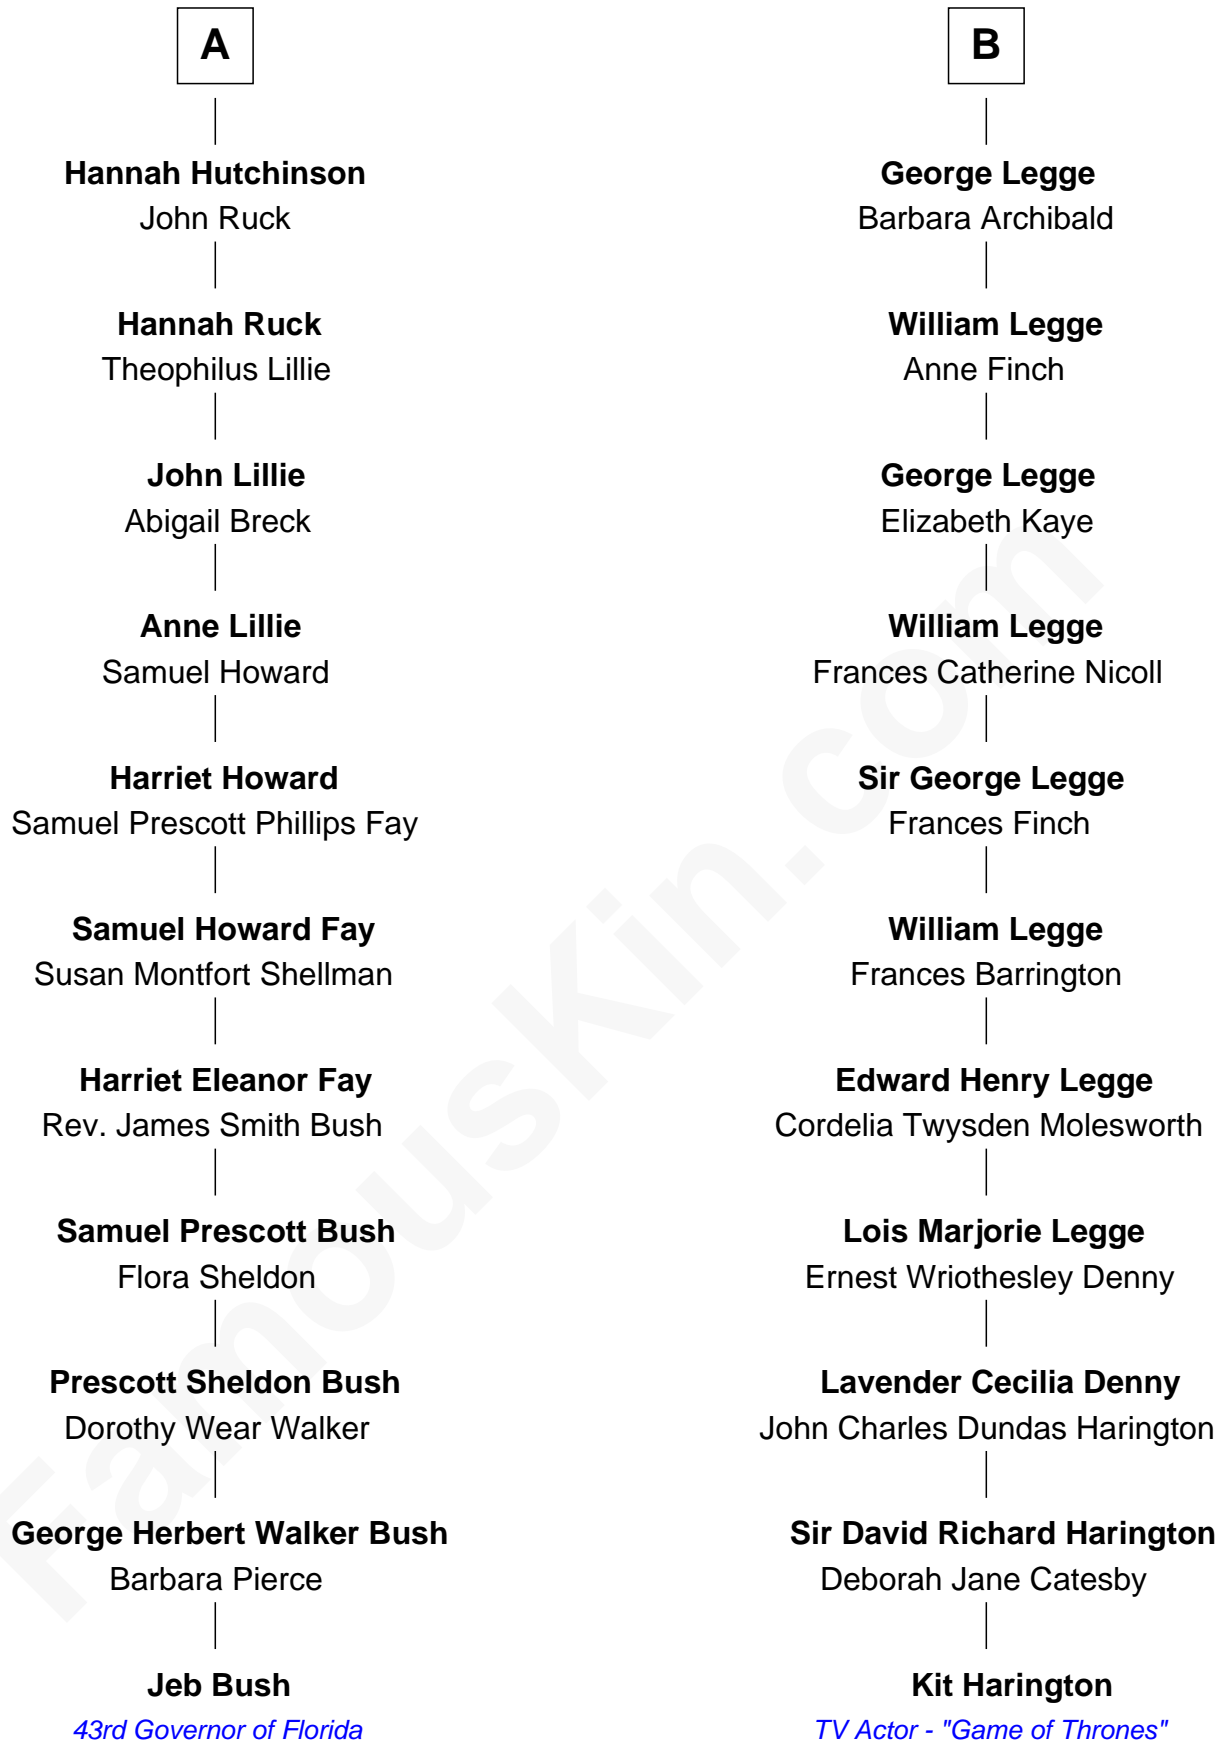 A
Hannah Hutchinson
John Ruck
Hannah Ruck
Theophilus Lillie
John Lillie
Abigail Breck
Anne Lillie
Samuel Howard
Harriet Howard
Samuel Prescott Phillips Fay
Samuel Howard Fay
Susan Montfort Shellman
Harriet Eleanor Fay
Rev. James Smith Bush
Samuel Prescott Bush
Flora Sheldon
Prescott Sheldon Bush
Dorothy Wear Walker
George Herbert Walker Bush
Barbara Pierce
Jeb Bush
43rd Governor of Florida
B
George Legge
Barbara Archibald
William Legge
Anne Finch
George Legge
Elizabeth Kaye
William Legge
Frances Catherine Nicoll
Sir George Legge
Frances Finch
William Legge
Frances Barrington
Edward Henry Legge
Cordelia Twysden Molesworth
Lois Marjorie Legge
Ernest Wriothesley Denny
Lavender Cecilia Denny
John Charles Dundas Harington
Sir David Richard Harington
Deborah Jane Catesby
Kit Harington
TV Actor - "Game of Thrones"
FamousKin.com